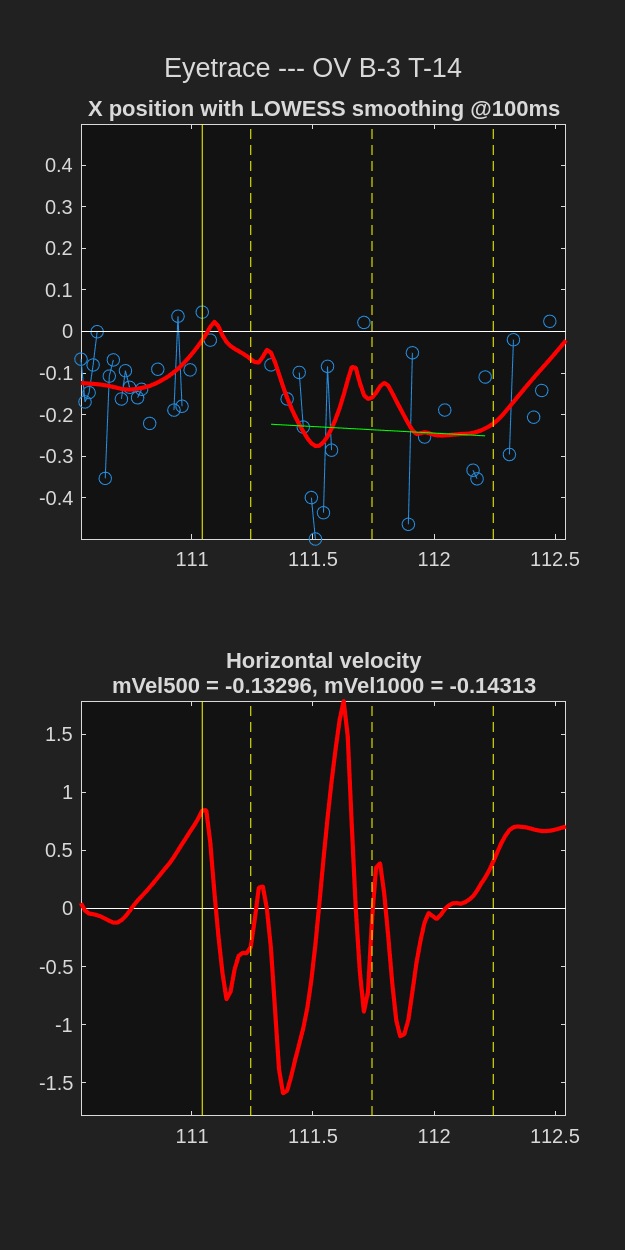 Eyetrace --- OV B-3 T-14
X position with LOWESS smoothing @100ms
0.4
0.3
0.2
0.1
0
-0.1
-0.2
-0.3
-0.4
111 111.5 112 112.5
Horizontal velocity
mVel500 = -0.13296, mVel1000 = -0.14313
1.5
1
0.5
0
-0.5
-1
-1.5
111 111.5 112 112.5